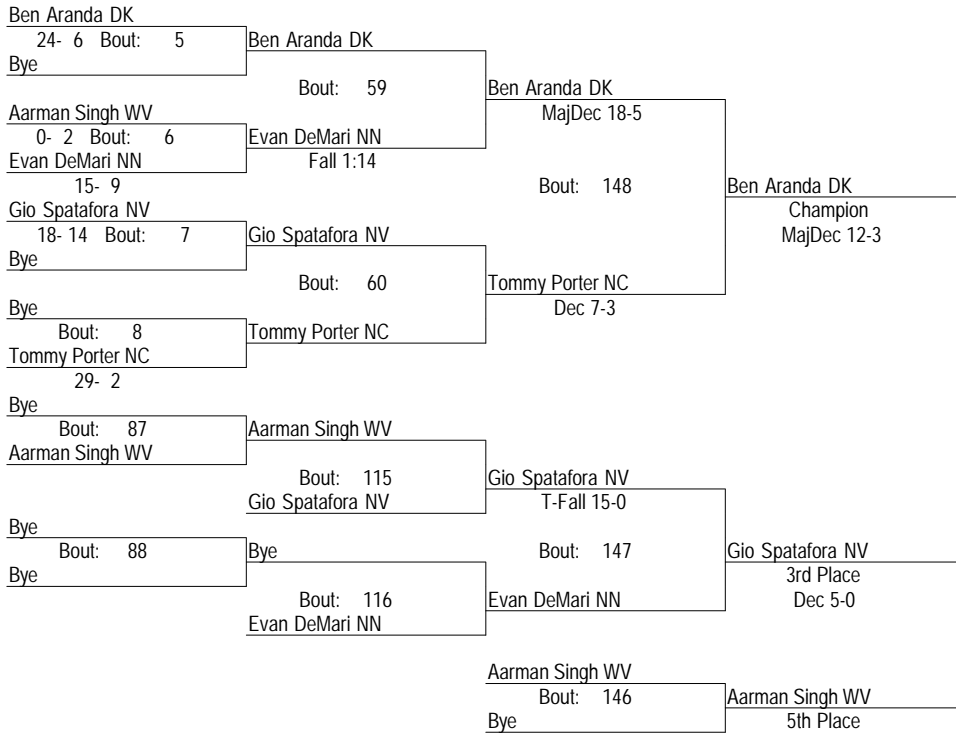 Ben Aranda DK
24- 6 Bout: 5
Ben Aranda DK
Bye
Bout: 59
Ben Aranda DK
Aarman Singh WV
MajDec 18-5
0- 2 Bout: 6
Evan DeMari NN
Evan DeMari NN
Fall 1:14
15- 9
Bout: 148
Ben Aranda DK
Gio Spatafora NV
Champion
18- 14 Bout: 7
Gio Spatafora NV
MajDec 12-3
Bye
Bout: 60
Tommy Porter NC
Bye
Dec 7-3
Bout: 8
Tommy Porter NC
Tommy Porter NC
29- 2
Bye
Bout: 87
Aarman Singh WV
Aarman Singh WV
Bout: 115
Gio Spatafora NV
Gio Spatafora NV
T-Fall 15-0
Bye
Bout: 88
Bye
Bout: 147
Gio Spatafora NV
Bye
3rd Place
Bout: 116
Evan DeMari NN
Dec 5-0
Evan DeMari NN
Aarman Singh WV
Bout: 146
Aarman Singh WV
Bye
5th Place